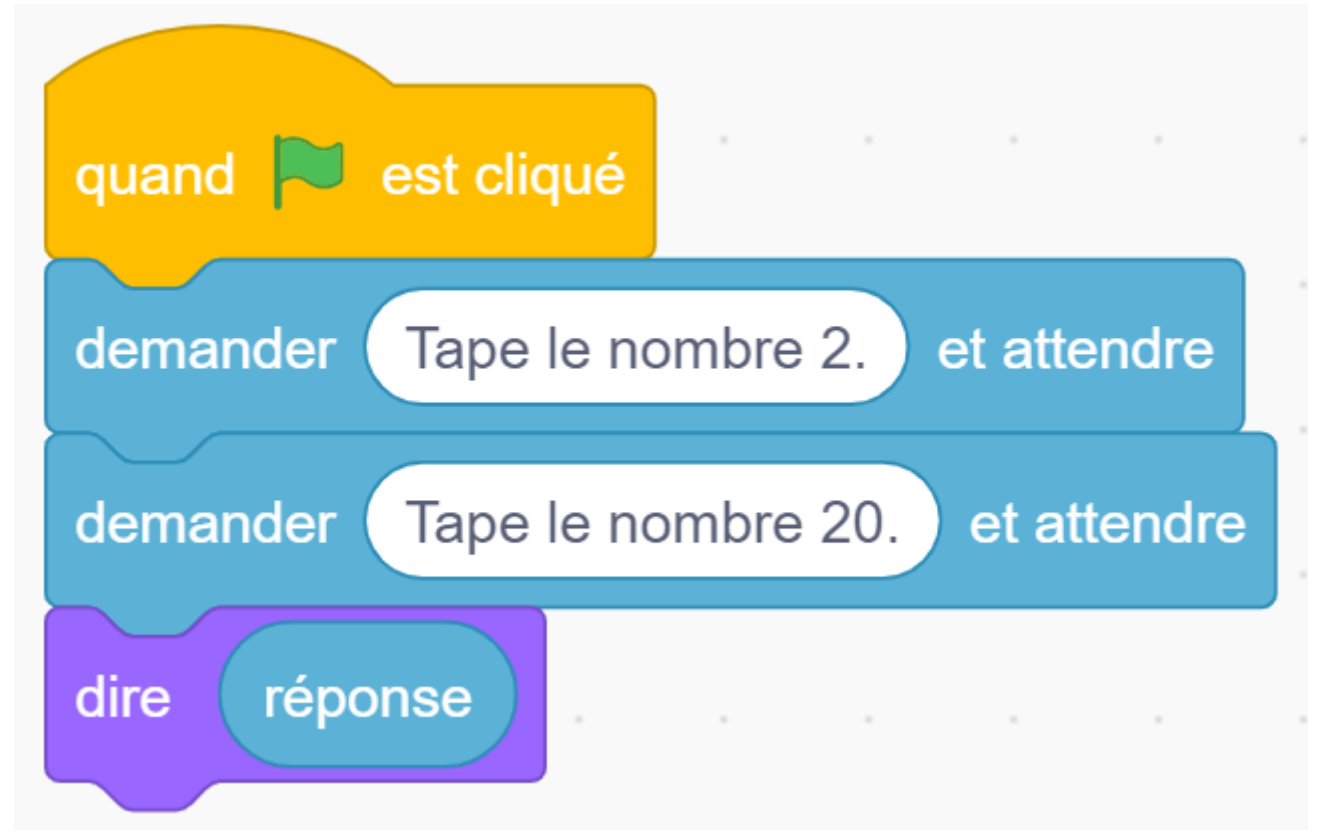 quand est cliqué
demander Tape le nombre 2. et attendre
demander Tape le nombre 20. et attendre
dire réponse